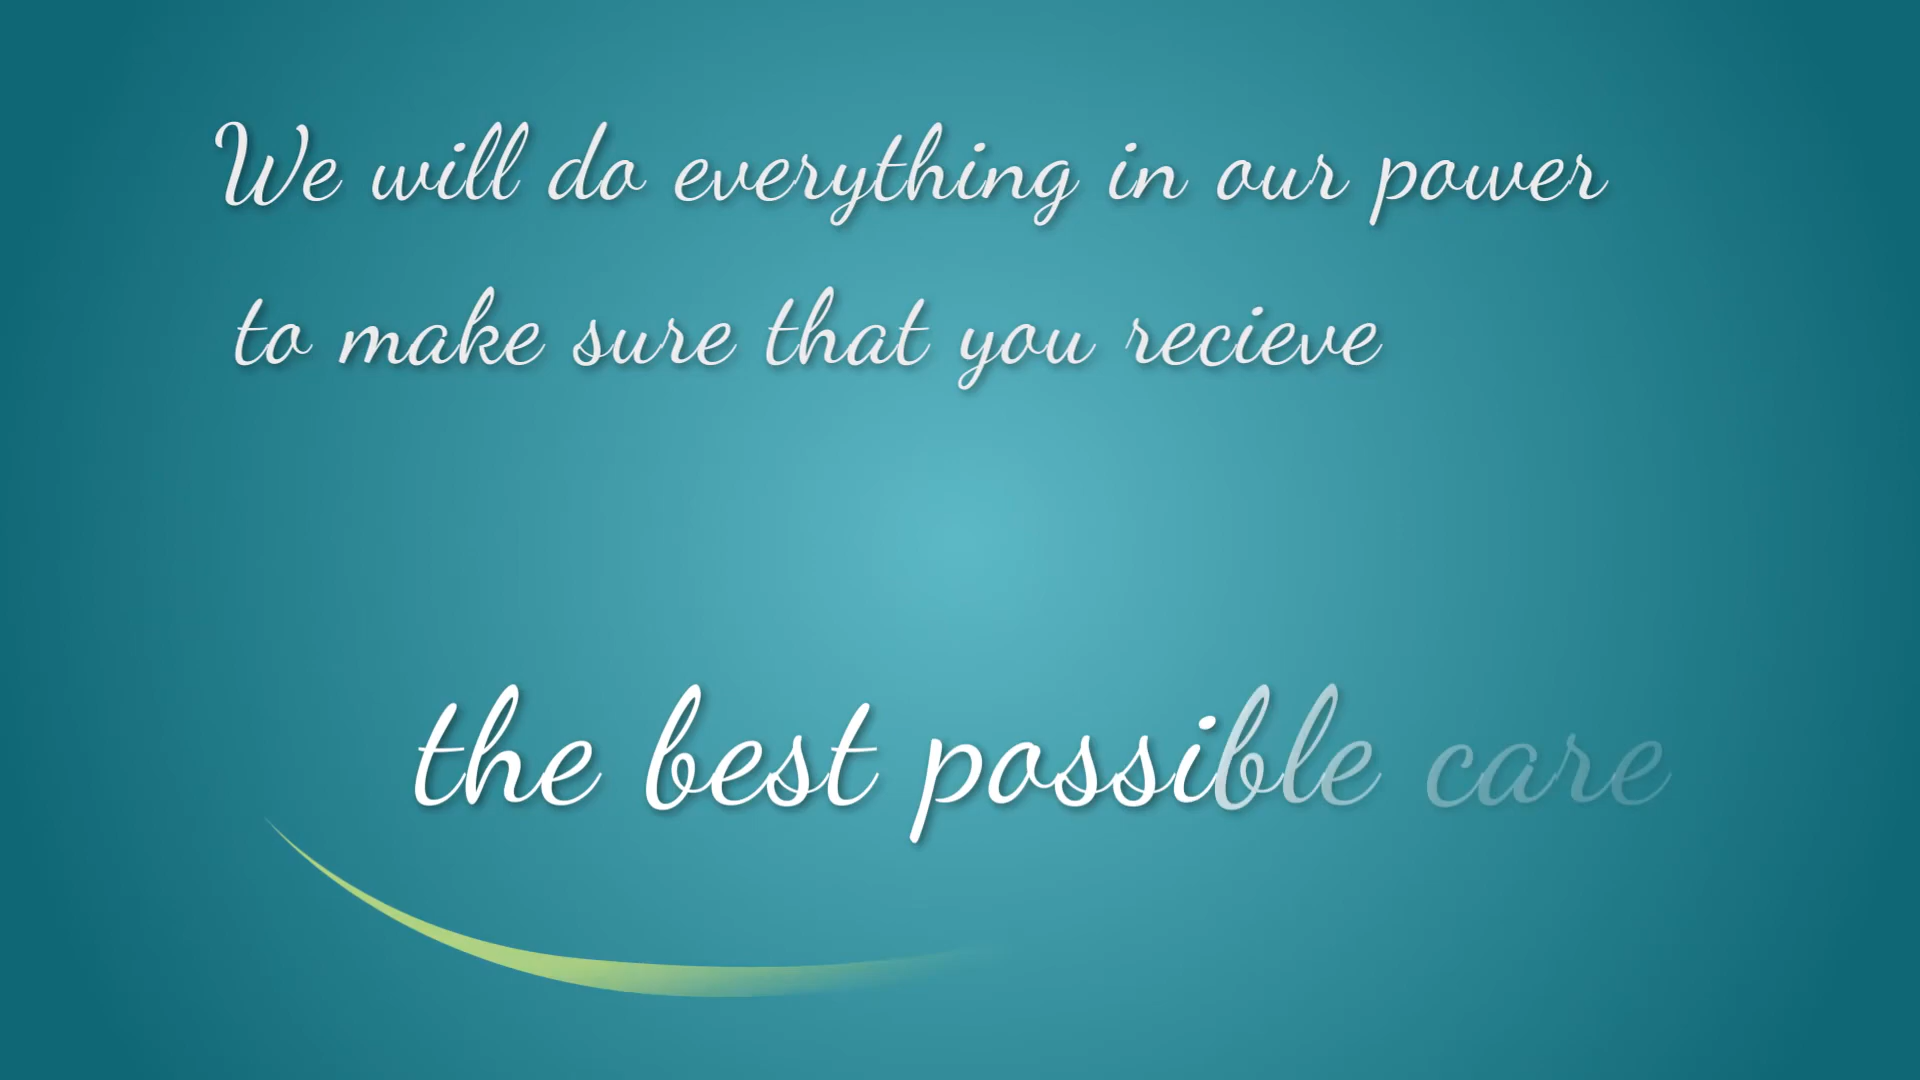 We will do everything in our power
to make sure that you recieve
the best possible care